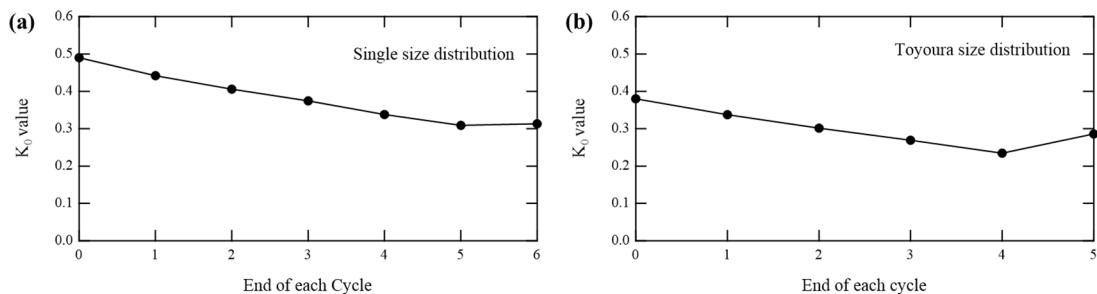 (a)
Single size distribution
K0 value
0.6
0.5
0.4
0.3
0.2
0.1
0.0
0 1 2 3 4 5 6
End of each Cycle
(b)
Toyoura size distribution
K0 value
0.6
0.5
0.4
0.3
0.2
0.1
0.0
0 1 2 3 4 5
End of each cycle